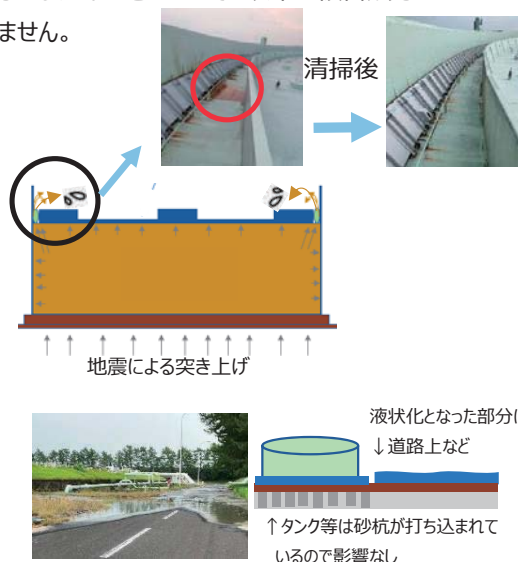 ません。
清掃後
地震による突き上げ
液状化となった部分は
↓道路上など
↑タンク等は砂杭が打ち込まれて
いるので影響なし